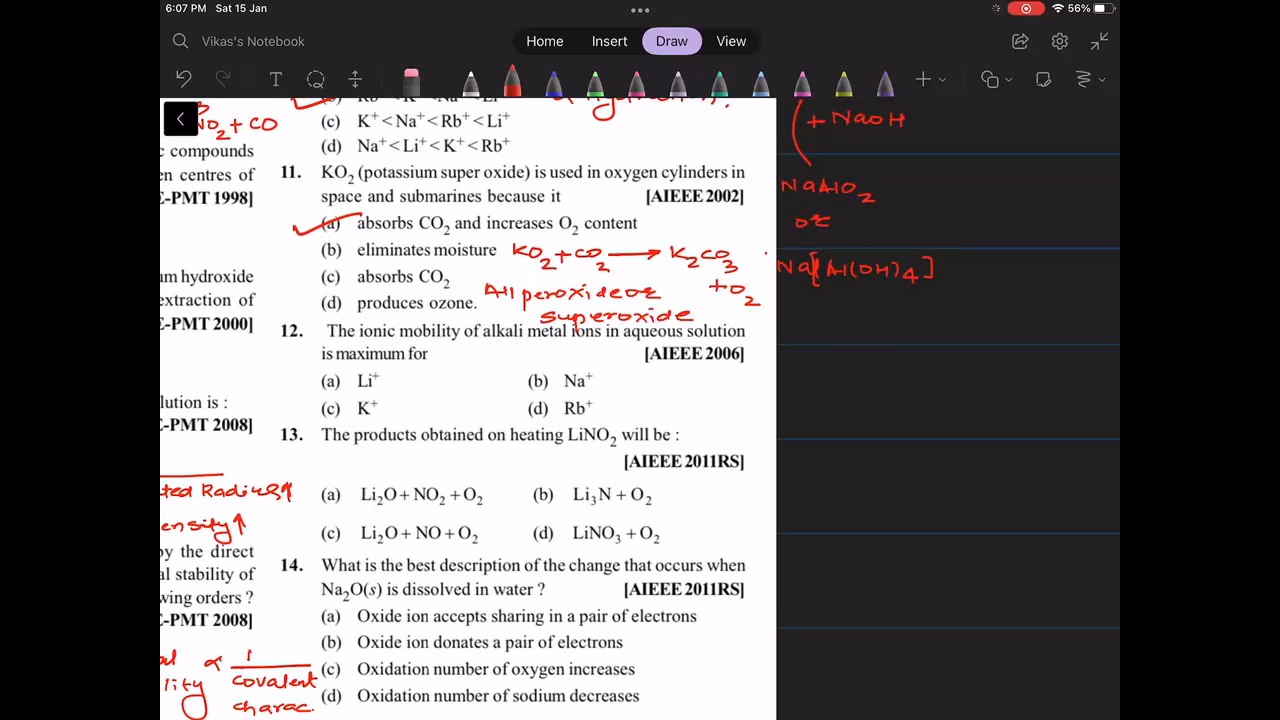 6:07 PM Sat 15 Jan
56%
Vikas's Notebook
Home Insert Draw View
NO2 + CO
c compounds
n centres of
E-PMT 1998]
um hydroxide
extraction of
E-PMT 2000]
lution is :
E-PMT 2008]
ted Radius↑
ensity↑
by the direct
al stability of
wing orders ?
E-PMT 2008]
al
lity ∝ 1
covalent
charac.
(c) K+ < Na+ < Rb+ < Li+
(d) Na+ < Li+ < K+ < Rb+
11. KO2 (potassium super oxide) is used in oxygen cylinders in
space and submarines because it [AIEEE 2002]
(a) absorbs CO2 and increases O2 content
(b) eliminates moisture
KO2 + CO2 → K2CO3
+ O2
(c) absorbs CO2
All peroxide or
superoxide
(d) produces ozone.
12. The ionic mobility of alkali metal ions in aqueous solution
is maximum for [AIEEE 2006]
(a) Li+ (b) Na+
(c) K+ (d) Rb+
13. The products obtained on heating LiNO2 will be :
[AIEEE 2011RS]
(a) Li2O + NO2 + O2 (b) Li3N + O2
(c) Li2O + NO + O2 (d) LiNO3 + O2
14. What is the best description of the change that occurs when
Na2O(s) is dissolved in water ? [AIEEE 2011RS]
(a) Oxide ion accepts sharing in a pair of electrons
(b) Oxide ion donates a pair of electrons
(c) Oxidation number of oxygen increases
(d) Oxidation number of sodium decreases
+ NaOH
NaAlO2
or
Na[Al(OH)4]